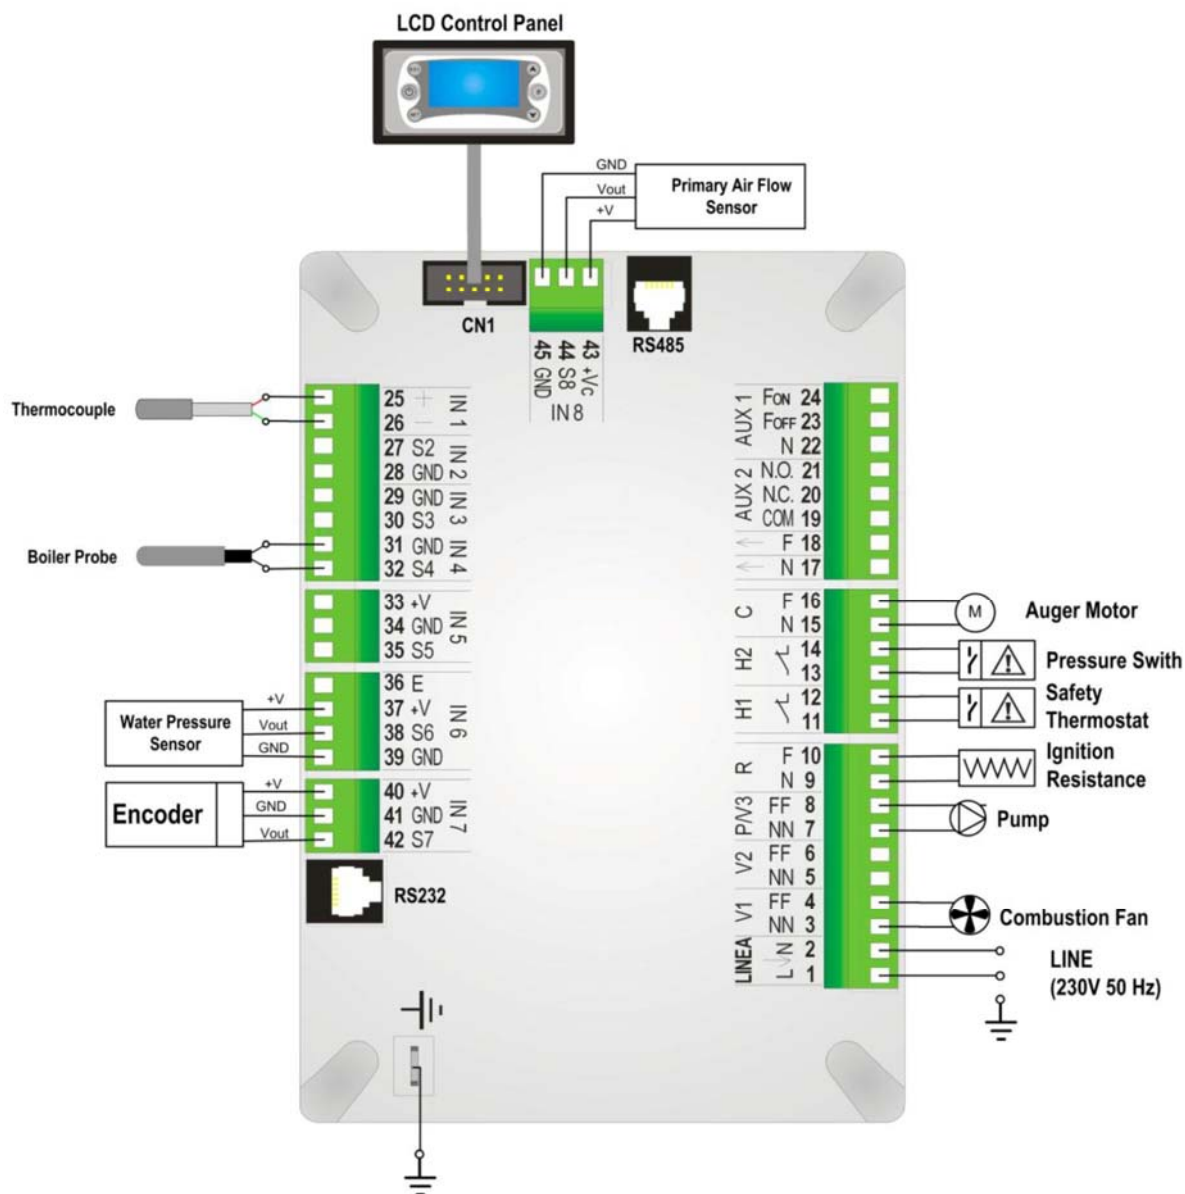 LCD Control Panel
GND
Vout
+V
Primary Air Flow
Sensor
CN1
45 GND
44 S8
43 +Vc
IN 8
RS485
Thermocouple
25 +
26 −
IN 1
27 S2
28 GND
IN 2
29 GND
30 S3
IN 3
Boiler Probe
31 GND
32 S4
IN 4
33 +V
34 GND
35 S5
IN 5
36 E
37 +V
38 S6
39 GND
IN 6
Water Pressure
Sensor
+V
Vout
GND
40 +V
41 GND
42 S7
IN 7
Encoder
+V
GND
Vout
RS232
AUX 1
FON 24
FOFF 23
N 22
AUX 2
N.O. 21
N.C. 20
COM 19
← F 18
← N 17
C
F 16
N 15
M
Auger Motor
H2
14
13
Pressure Swith
H1
12
11
Safety
Thermostat
R
F 10
N 9
Ignition
Resistance
P/V3
FF 8
NN 7
Pump
V2
FF 6
NN 5
V1
FF 4
NN 3
Combustion Fan
LINEA
N 2
L 1
LINE
(230V 50 Hz)